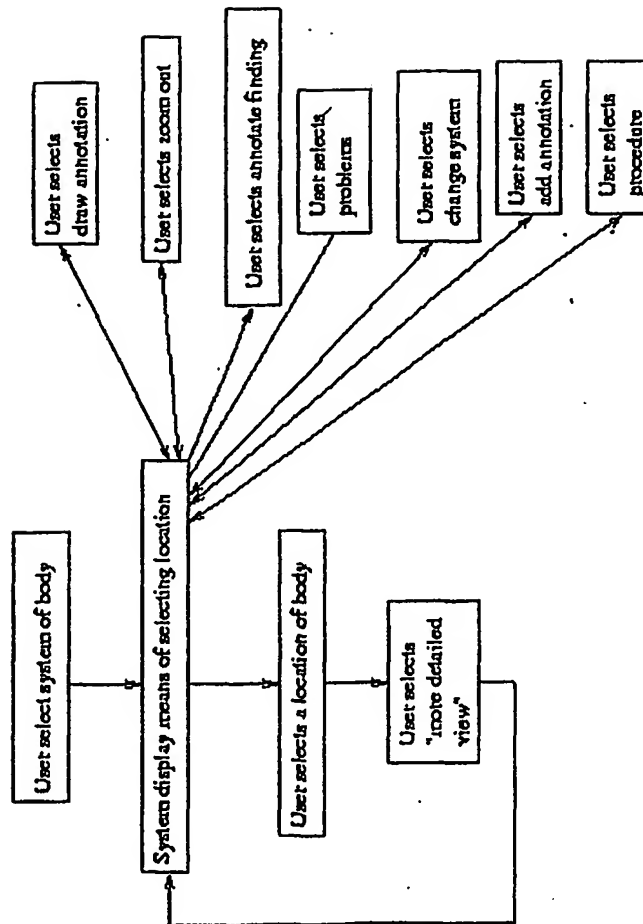 User select system of body
System display means of selecting location
User selects a location of body
User selects
"more detailed
view"
User selects
draw annotation
User selects zoom out
User selects annotate finding
User selects
problems
User selects
change system
User selects
add annotation
User selects
procedure